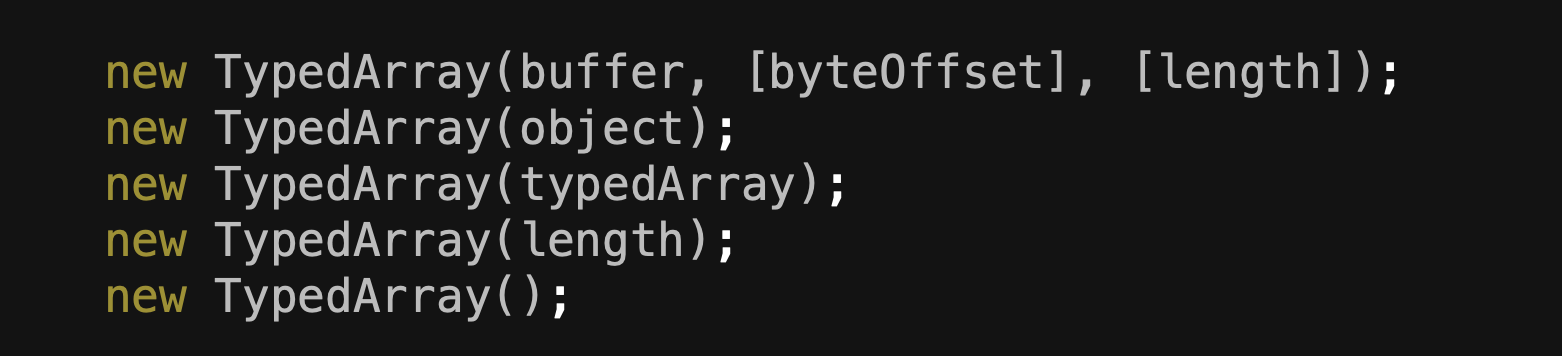 new TypedArray(buffer, [byteOffset], [length]);
new TypedArray(object);
new TypedArray(typedArray);
new TypedArray(length);
new TypedArray();